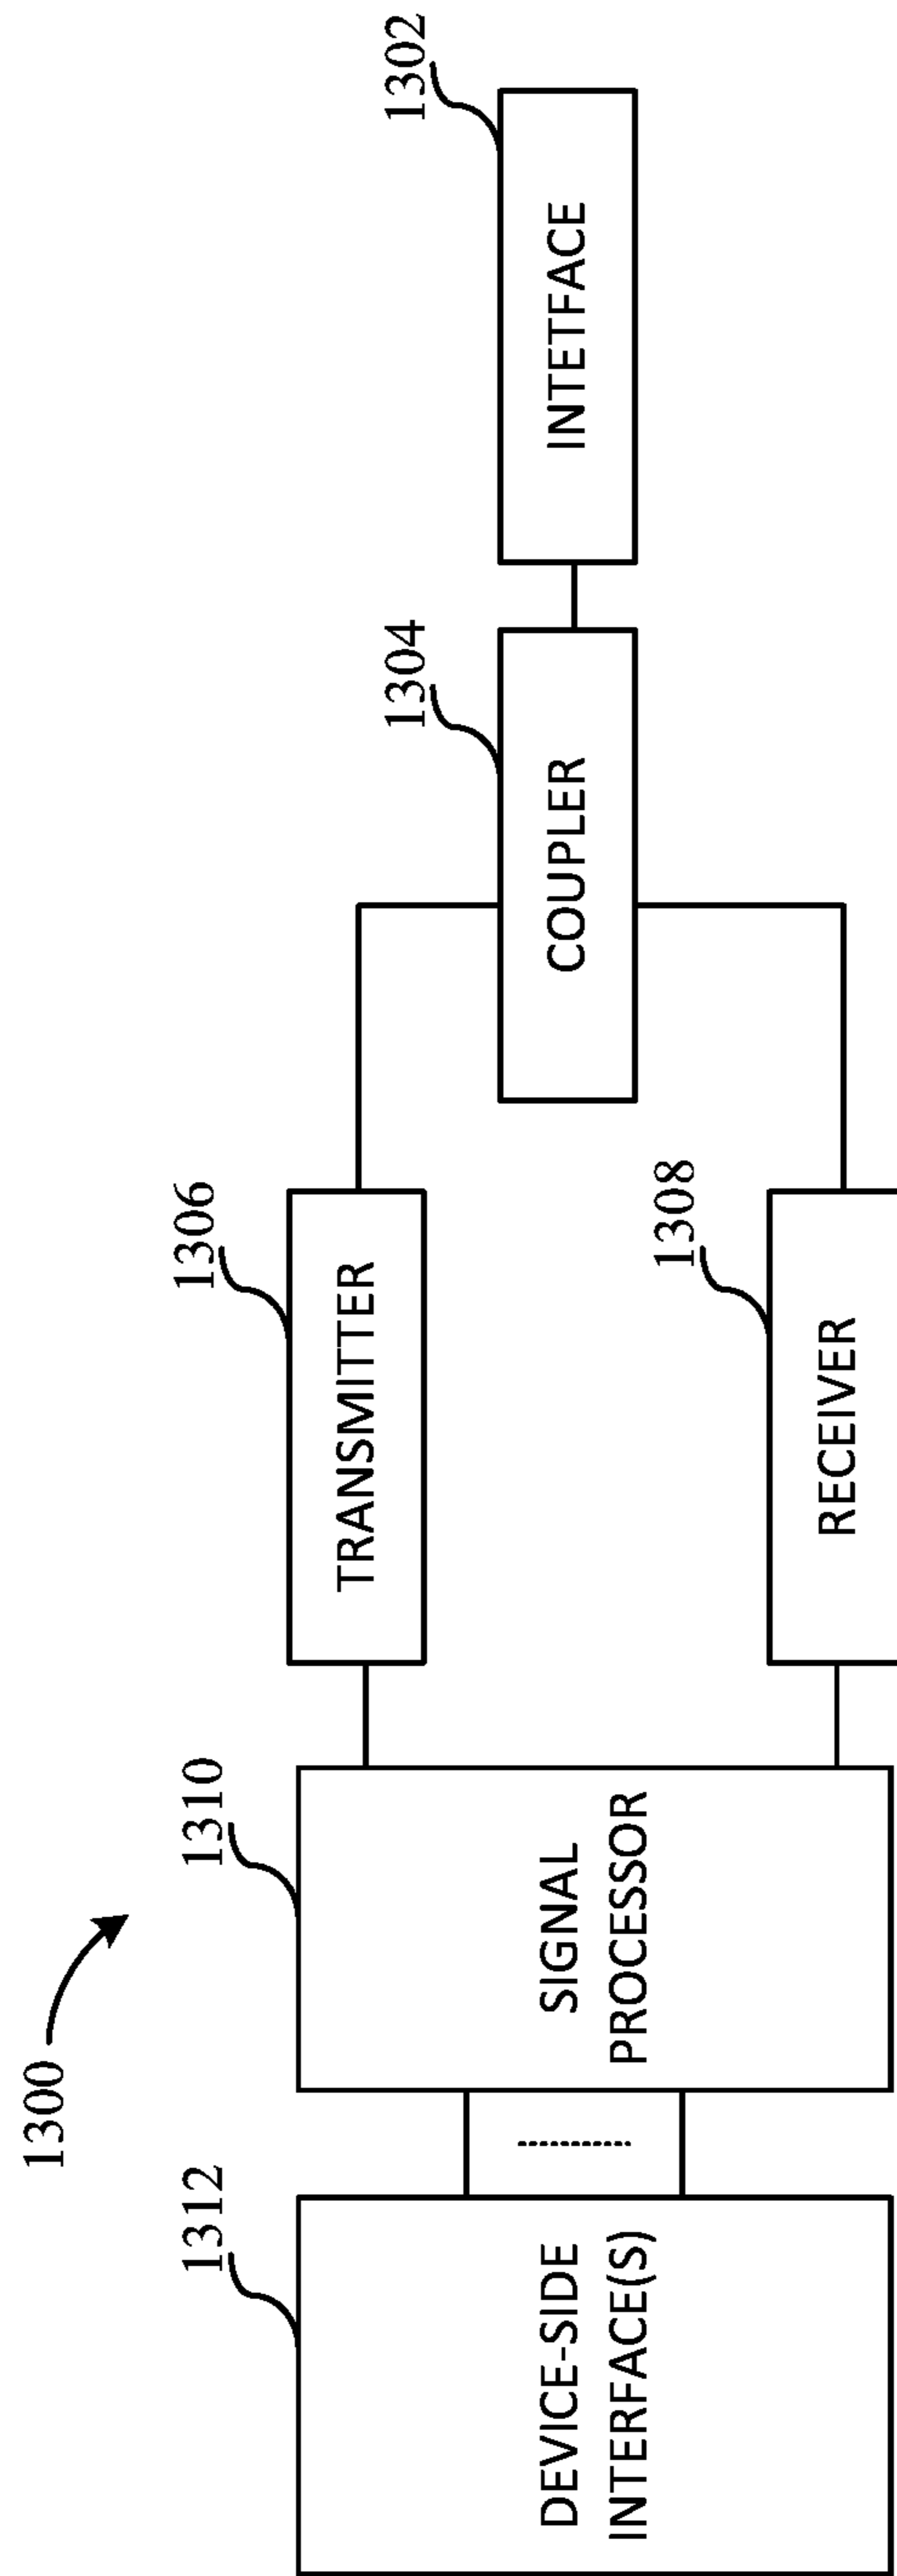 1300
1312
DEVICE-SIDE
INTERFACE(S)
1310
SIGNAL
PROCESSOR
1306
TRANSMITTER
1308
RECEIVER
1304
COUPLER
1302
INTETFACE